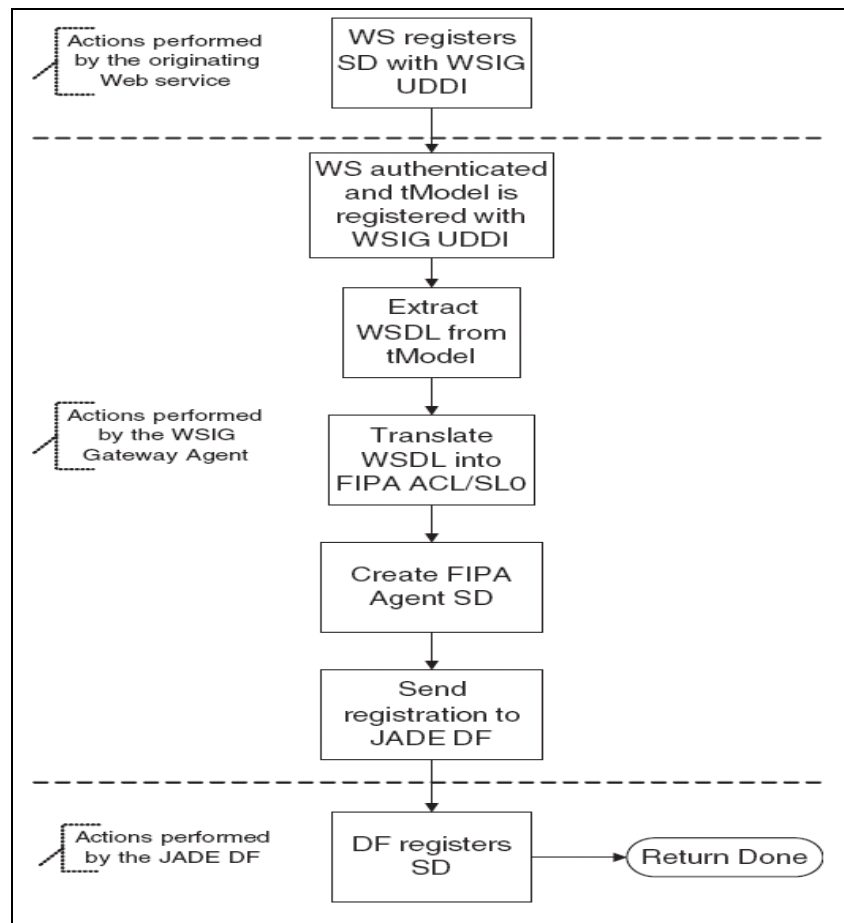 Actions performed
by the originating
Web service
WS registers
SD with WSIG
UDDI
WS authenticated
and tModel is
registered with
WSIG UDDI
Extract
WSDL from
tModel
Actions performed
by the WSIG
Gateway Agent
Translate
WSDL into
FIPA ACL/SL0
Create FIPA
Agent SD
Send
registration to
JADE DF
Actions performed
by the JADE DF
DF registers
SD
Return Done